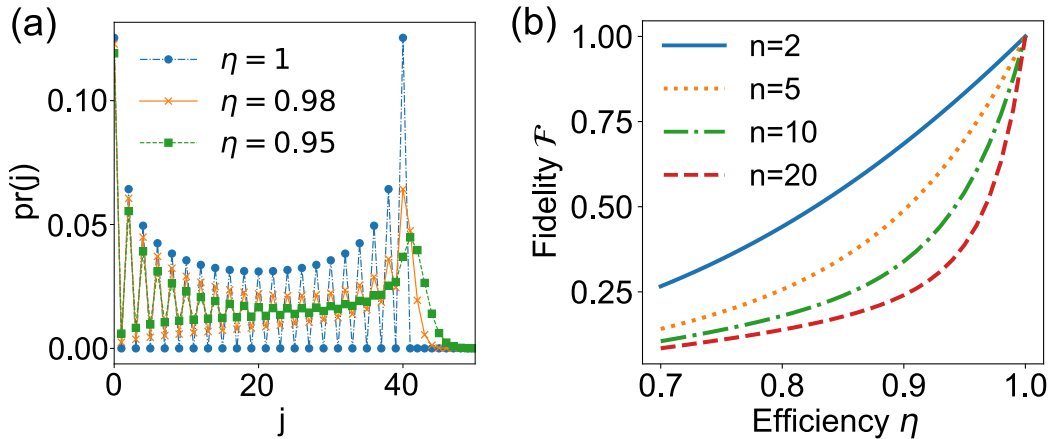 (a)
η = 1
η = 0.98
η = 0.95
0.10
0.05
0.00
pr(j)
0
20
40
j
(b)
n=2
n=5
n=10
n=20
1.00
0.75
0.50
0.25
Fidelity ℱ
0.7
0.8
0.9
1.0
Efficiency η